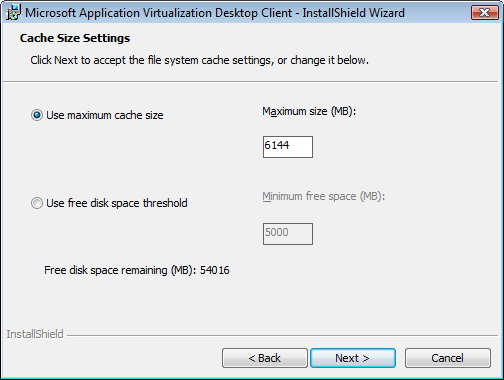 Microsoft Application Virtualization Desktop Client - InstallShield Wizard
Cache Size Settings
Click Next to accept the file system cache settings, or change it below.
Use maximum cache size
Maximum size (MB):
6144
Use free disk space threshold
Minimum free space (MB):
5000
Free disk space remaining (MB): 54016
InstallShield
< Back
Next >
Cancel